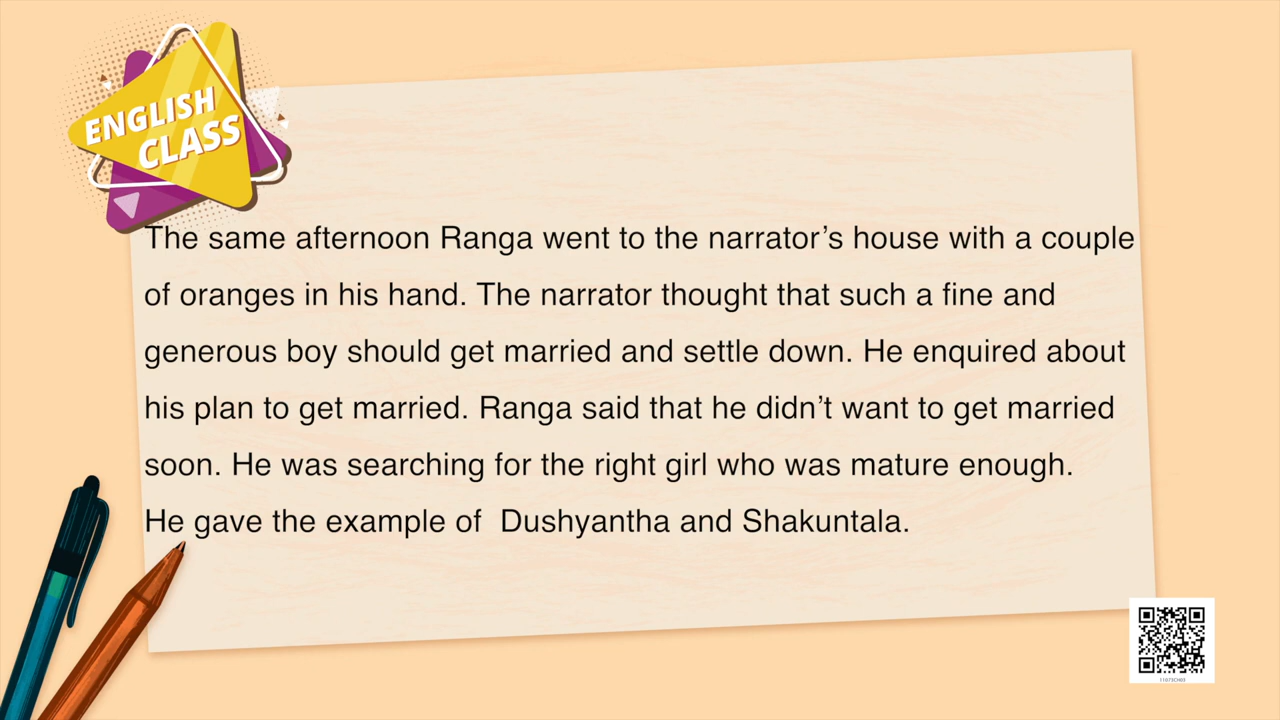 ENGLISH
CLASS
The same afternoon Ranga went to the narrator’s house with a couple
of oranges in his hand. The narrator thought that such a fine and
generous boy should get married and settle down. He enquired about
his plan to get married. Ranga said that he didn’t want to get married
soon. He was searching for the right girl who was mature enough.
He gave the example of  Dushyantha and Shakuntala.